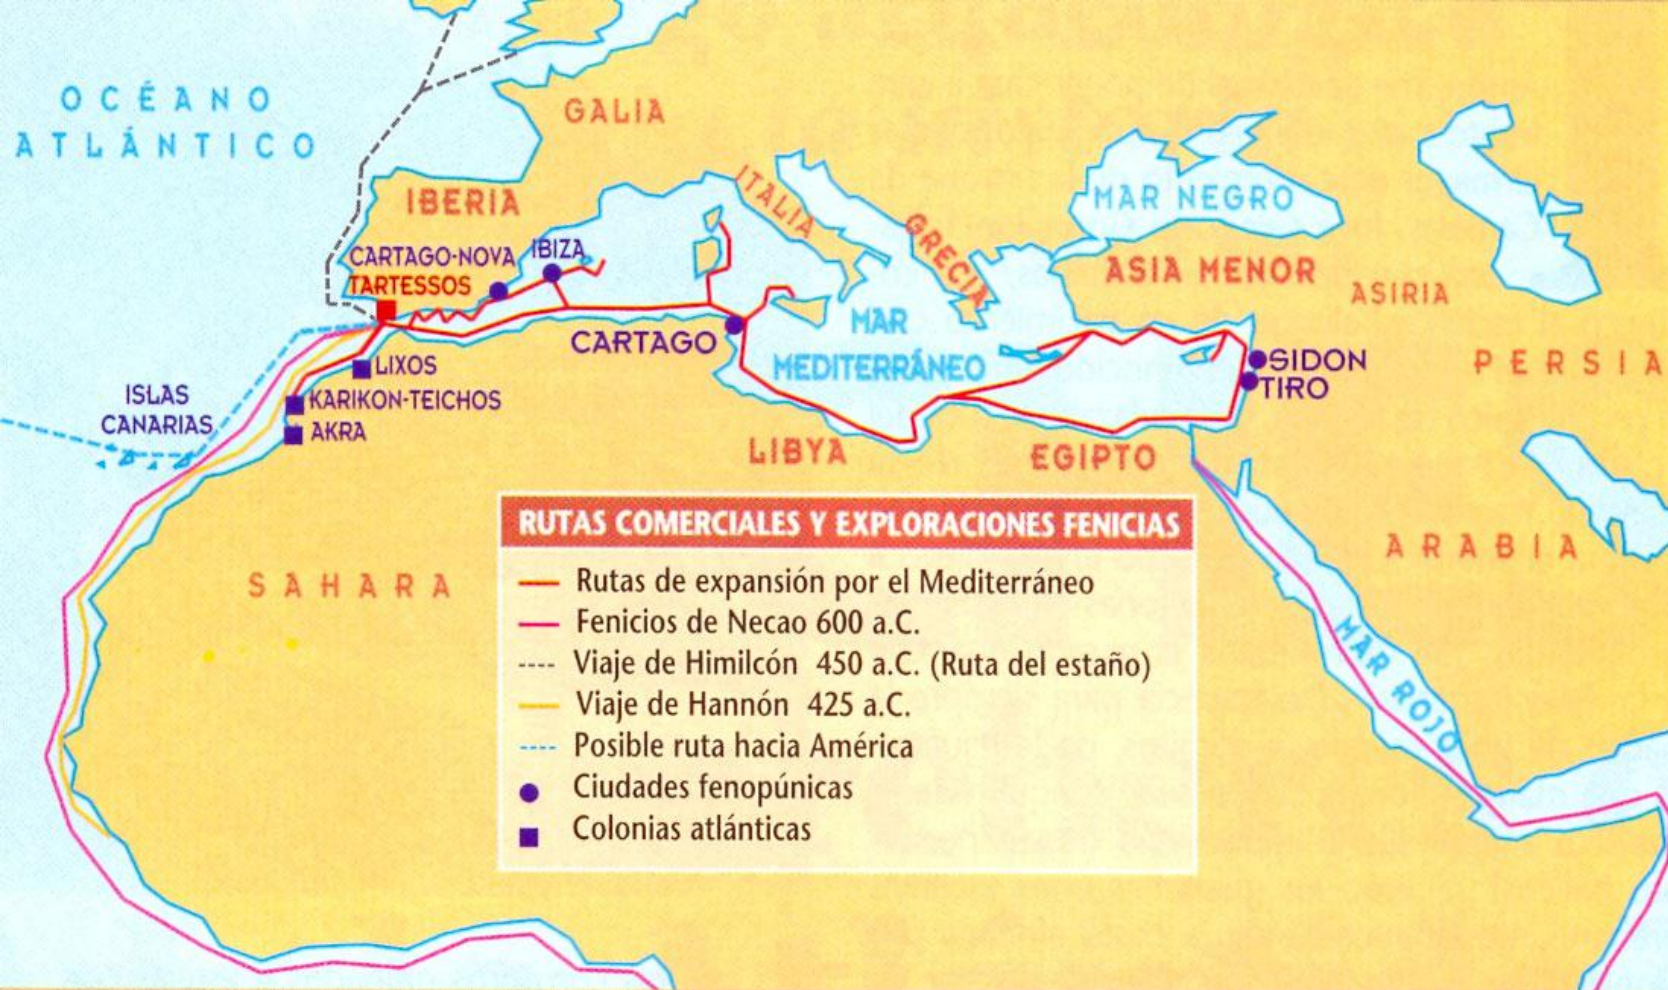 OCÉANO
ATLÁNTICO
GALIA
IBERIA
ITALIA
GRECIA
MAR NEGRO
CARTAGO-NOVA
IBIZA
TARTESSOS
ASIA MENOR
ASIRIA
MAR
MEDITERRÁNEO
CARTAGO
SIDON
TIRO
PERSIA
LIXOS
ISLAS
CANARIAS
KARIKON-TEICHOS
AKRA
LIBYA
EGIPTO
SAHARA
ARABIA
MAR ROJO
RUTAS COMERCIALES Y EXPLORACIONES FENICIAS
Rutas de expansión por el Mediterráneo
Fenicios de Necao 600 a.C.
Viaje de Himilcón 450 a.C. (Ruta del estaño)
Viaje de Hannón 425 a.C.
Posible ruta hacia América
Ciudades fenopúnicas
Colonias atlánticas